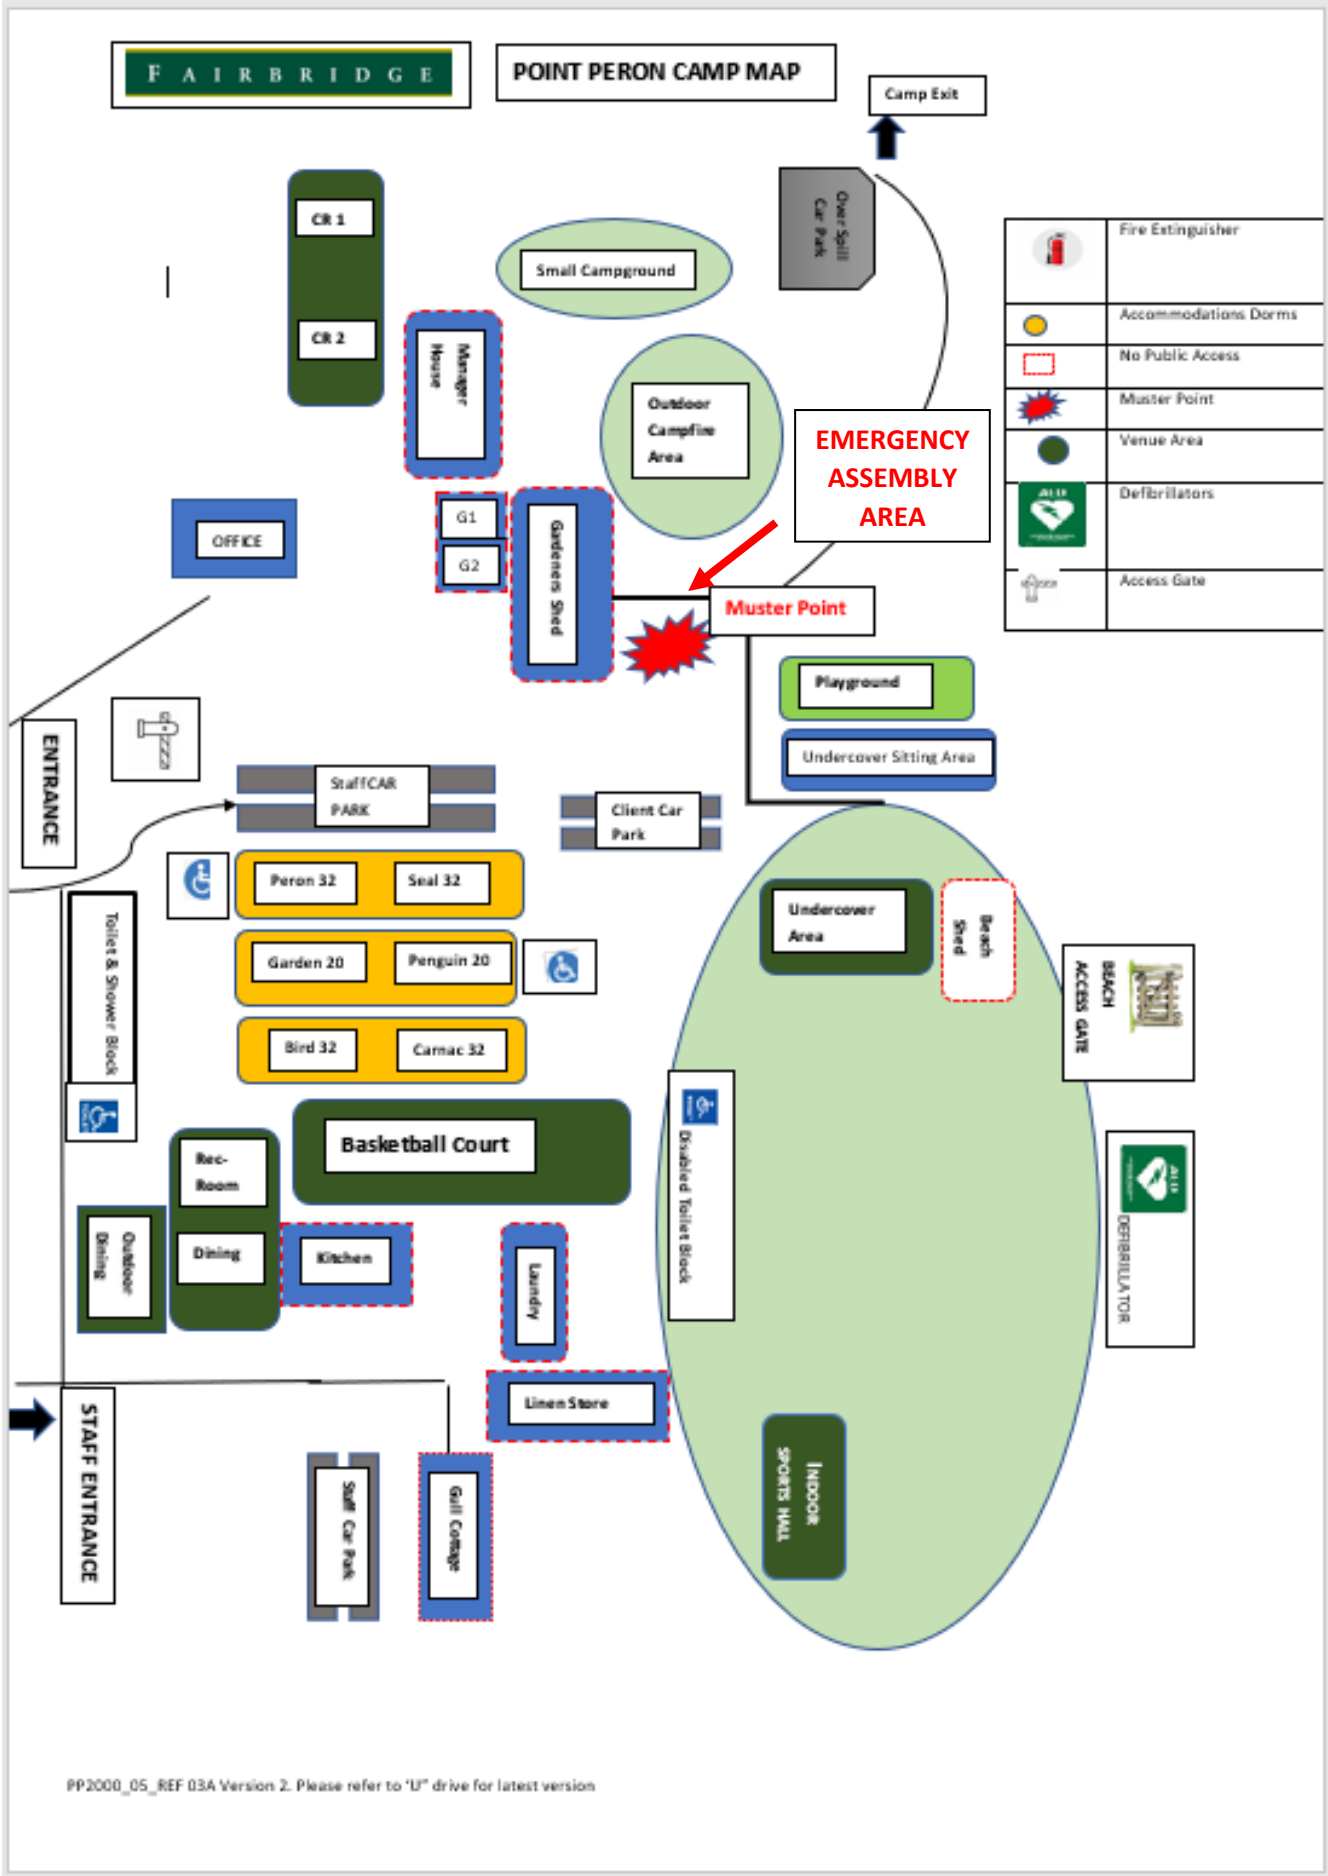 FAIRBRIDGE
POINT PERON CAMP MAP
Camp Exit
CR 1
Over Spill
Car Park
Fire Extinguisher
Small Campground
Accommodations Dorms
CR 2
Manager
House
No Public Access
Outdoor
Campfire
Area
Muster Point
EMERGENCY
ASSEMBLY
AREA
Venue Area
Defibrillators
G1
OFFICE
G2
Gardeners Shed
Access Gate
Muster Point
Playground
ENTRANCE
Undercover Sitting Area
StaffCAR
PARK
Client Car
Park
Peron 32
Seal 32
Undercover
Area
Beach
Shed
Toilet & Shower Block
Garden 20
Penguin 20
BEACH
ACCESS GATE
Bird 32
Carnac 32
Basketball Court
Disabled Toilet Block
AED
DEFIBRILLATOR
Rec-
Room
Outdoor
Dining
Dining
Kitchen
Laundry
Linen Store
STAFF ENTRANCE
Staff Car Park
Gull Cottage
INDOOR
SPORTS HALL
PP2000_05_REF 03A Version 2. Please refer to 'U" drive for latest version